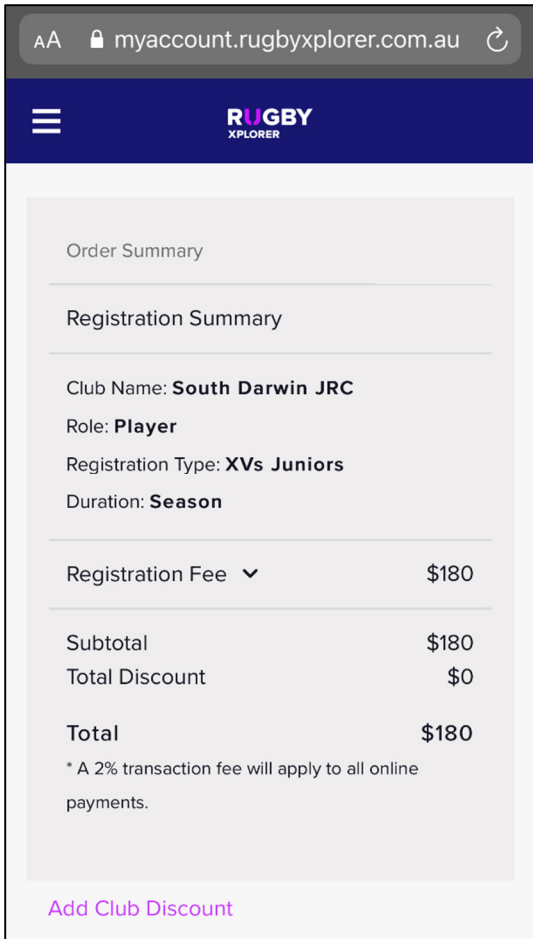 AA myaccount.rugbyxplorer.com.au
RUGBY
XPLORER
Order Summary
Registration Summary
Club Name: South Darwin JRC
Role: Player
Registration Type: XVs Juniors
Duration: Season
Registration Fee $180
Subtotal $180
Total Discount $0
Total $180
* A 2% transaction fee will apply to all online
payments.
Add Club Discount